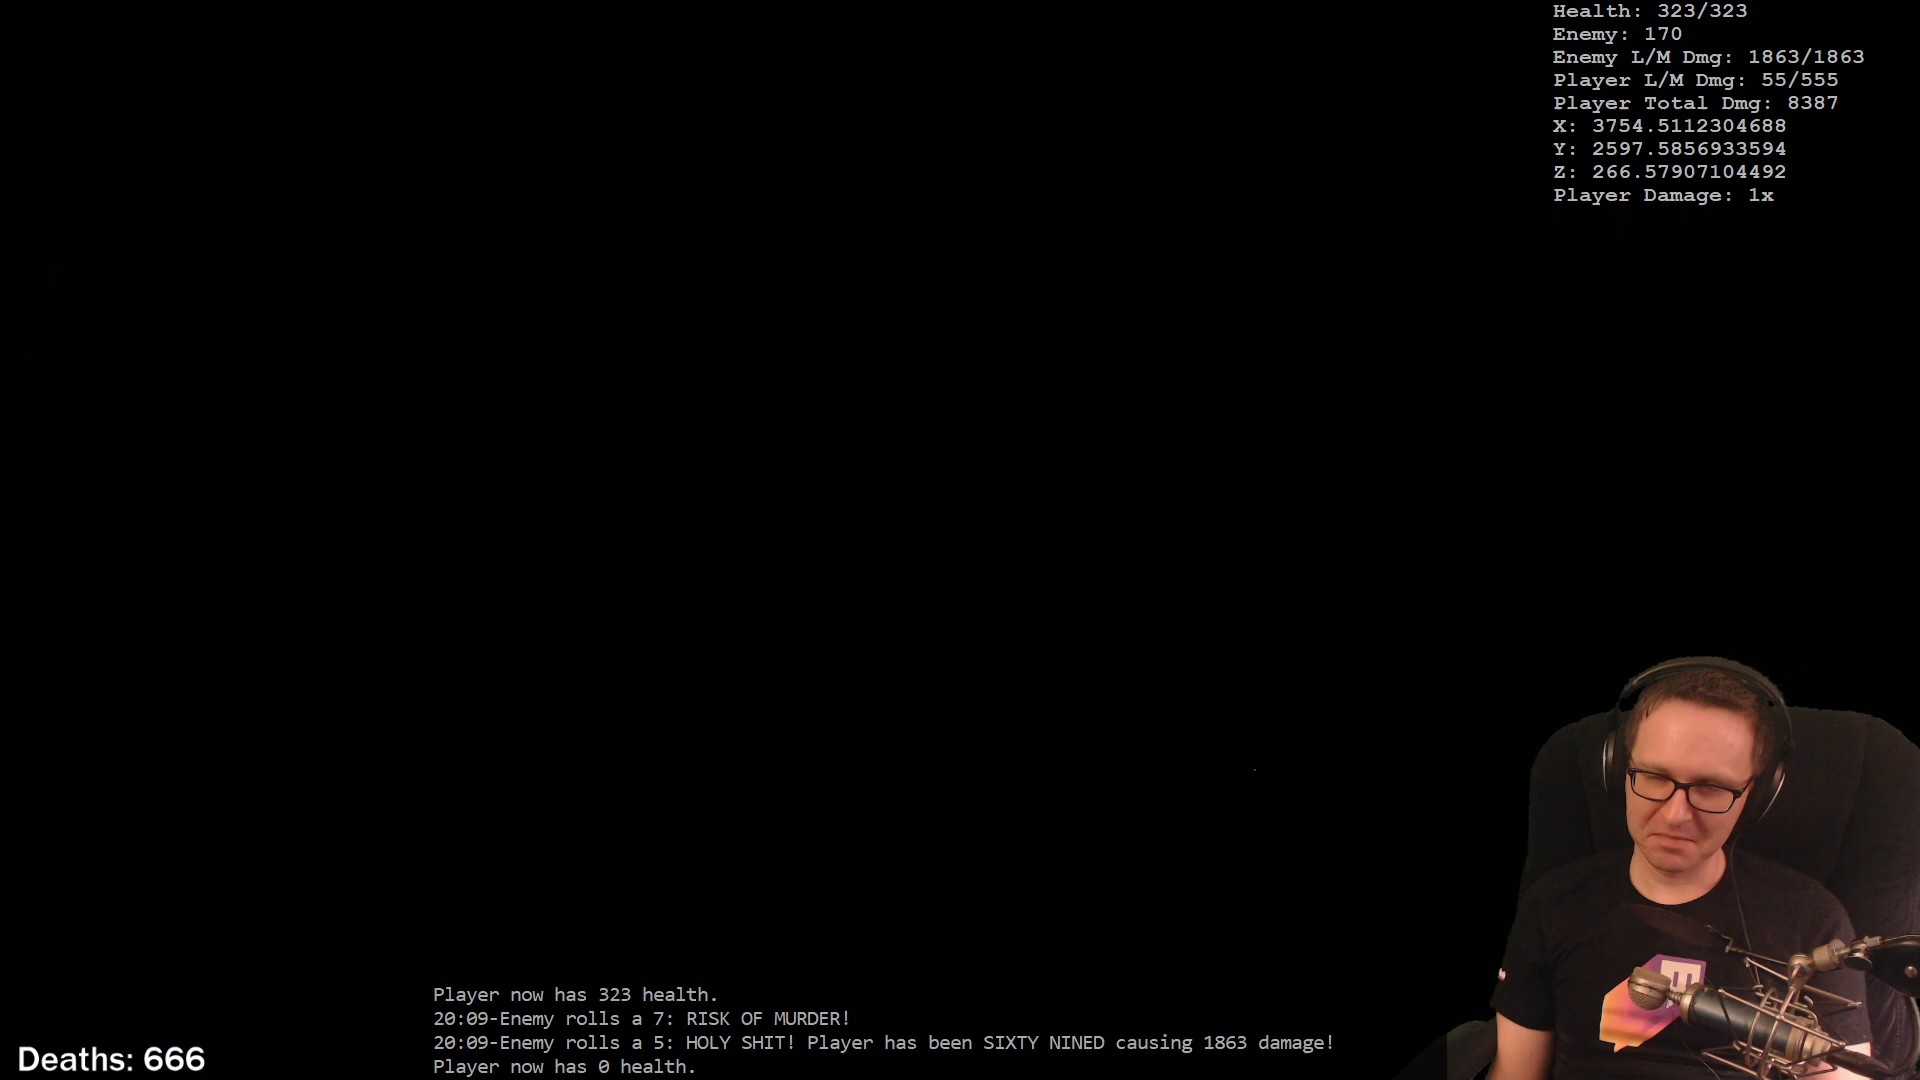 Health: 323/323
Enemy: 170
Enemy L/M Dmg: 1863/1863
Player L/M Dmg: 55/555
Player Total Dmg: 8387
X: 3754.5112304688
Y: 2597.5856933594
Z: 266.57907104492
Player Damage: 1x
Player now has 323 health.
20:09-Enemy rolls a 7: RISK OF MURDER!
20:09-Enemy rolls a 5: HOLY SHIT! Player has been SIXTY NINED causing 1863 damage!
Player now has 0 health.
Deaths: 666